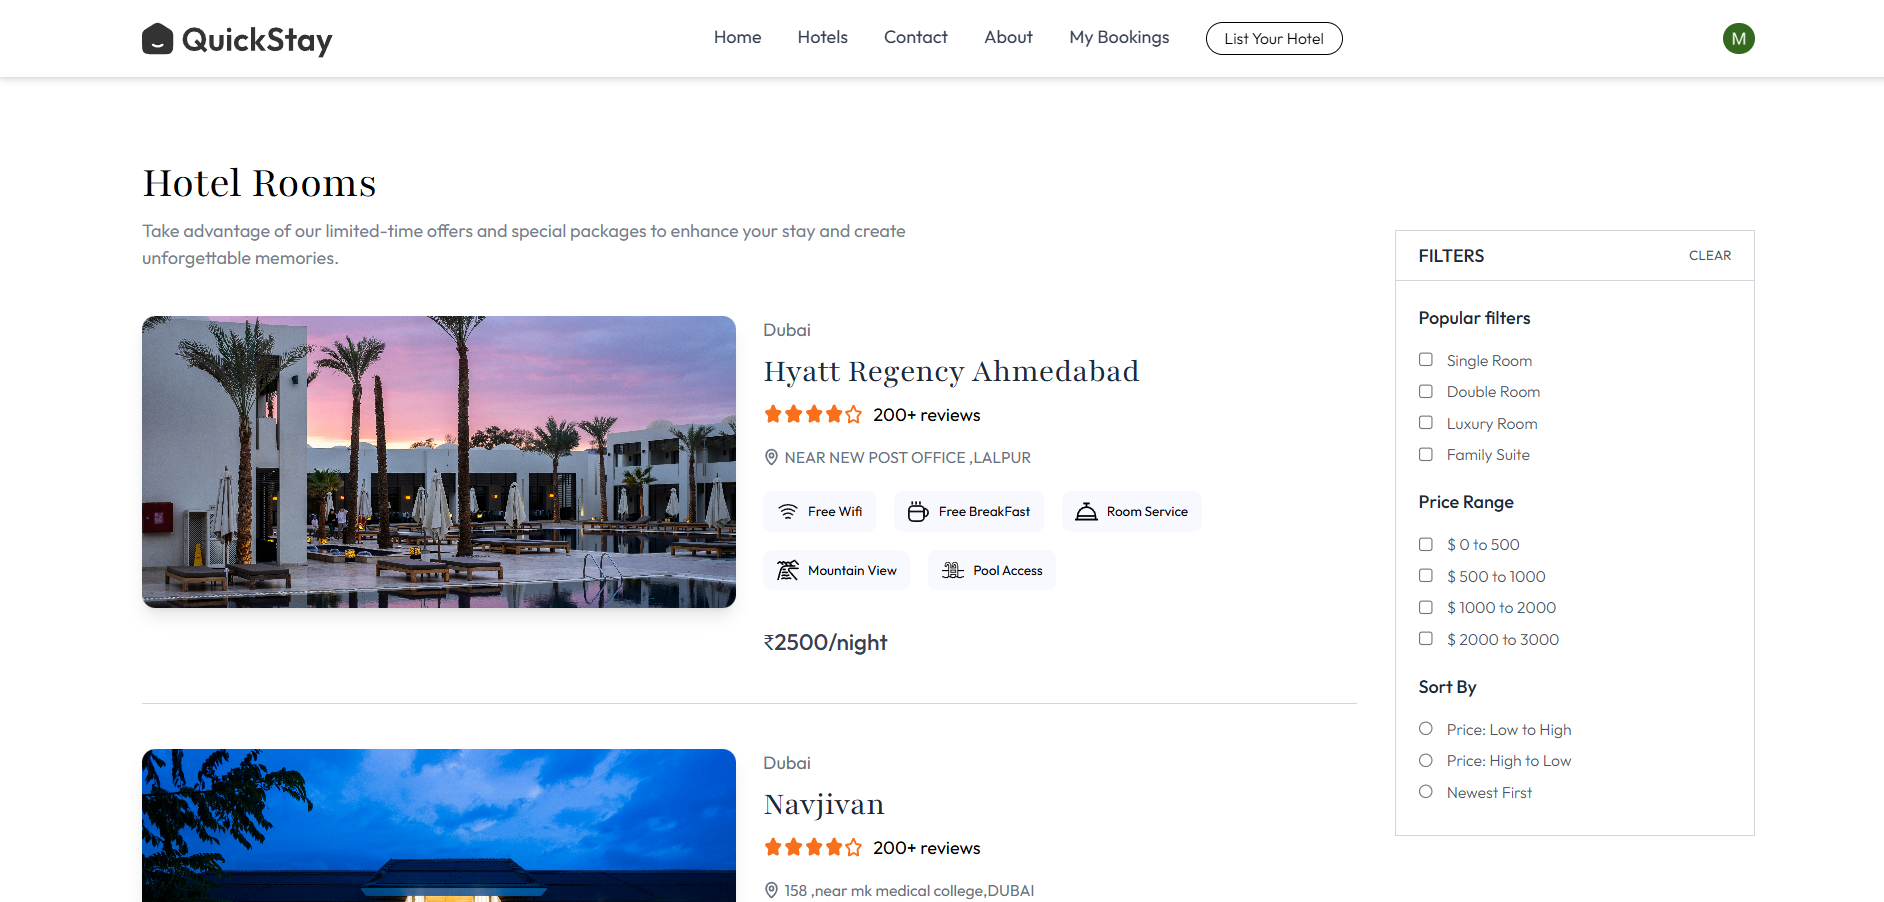 QuickStay
Home
Hotels
Contact
About
My Bookings
List Your Hotel
M
Hotel Rooms
Take advantage of our limited-time offers and special packages to enhance your stay and create
unforgettable memories.
Dubai
Hyatt Regency Ahmedabad
200+ reviews
NEAR NEW POST OFFICE ,LALPUR
Free Wifi
Free BreakFast
Room Service
Mountain View
Pool Access
₹2500/night
Dubai
Navjivan
200+ reviews
158 ,near mk medical college,DUBAI
FILTERS
CLEAR
Popular filters
Single Room
Double Room
Luxury Room
Family Suite
Price Range
$ 0 to 500
$ 500 to 1000
$ 1000 to 2000
$ 2000 to 3000
Sort By
Price: Low to High
Price: High to Low
Newest First